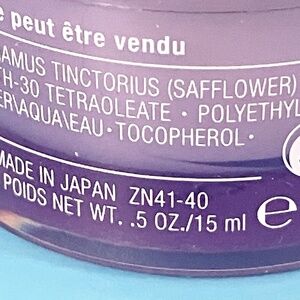 e peut être vendu
AMUS TINCTORIUS (SAFFLOWER)
TH-30 TETRAOLEATE • POLYETHYL
ER\AQUA\EAU • TOCOPHEROL •
MADE IN JAPAN ZN41-40
POIDS NET WT. .5 OZ./15 ml e